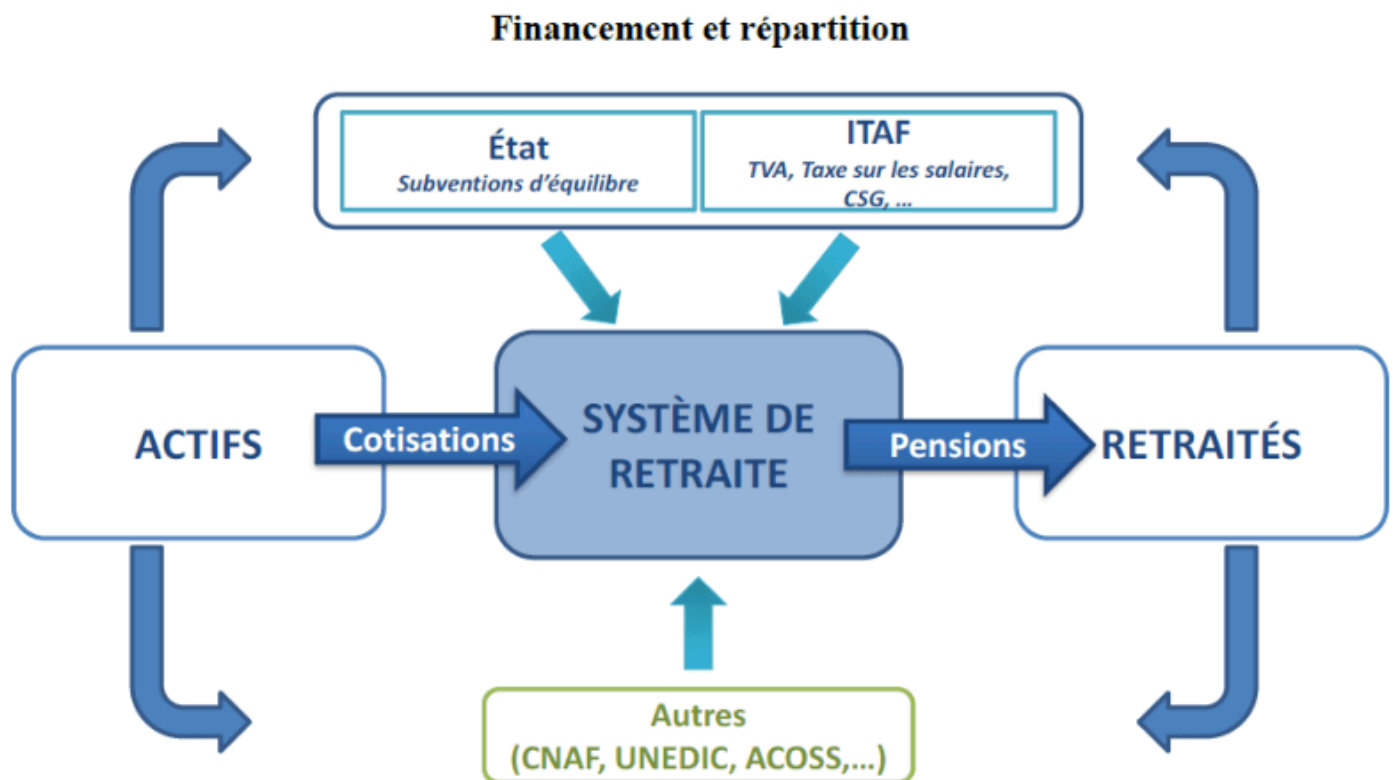 Financement et répartition
État
Subventions d'équilibre
ITAF
TVA, Taxe sur les salaires,
CSG, ...
ACTIFS
Cotisations
SYSTÈME DE
RETRAITE
Pensions
RETRAITÉS
Autres
(CNAF, UNEDIC, ACOSS,...)